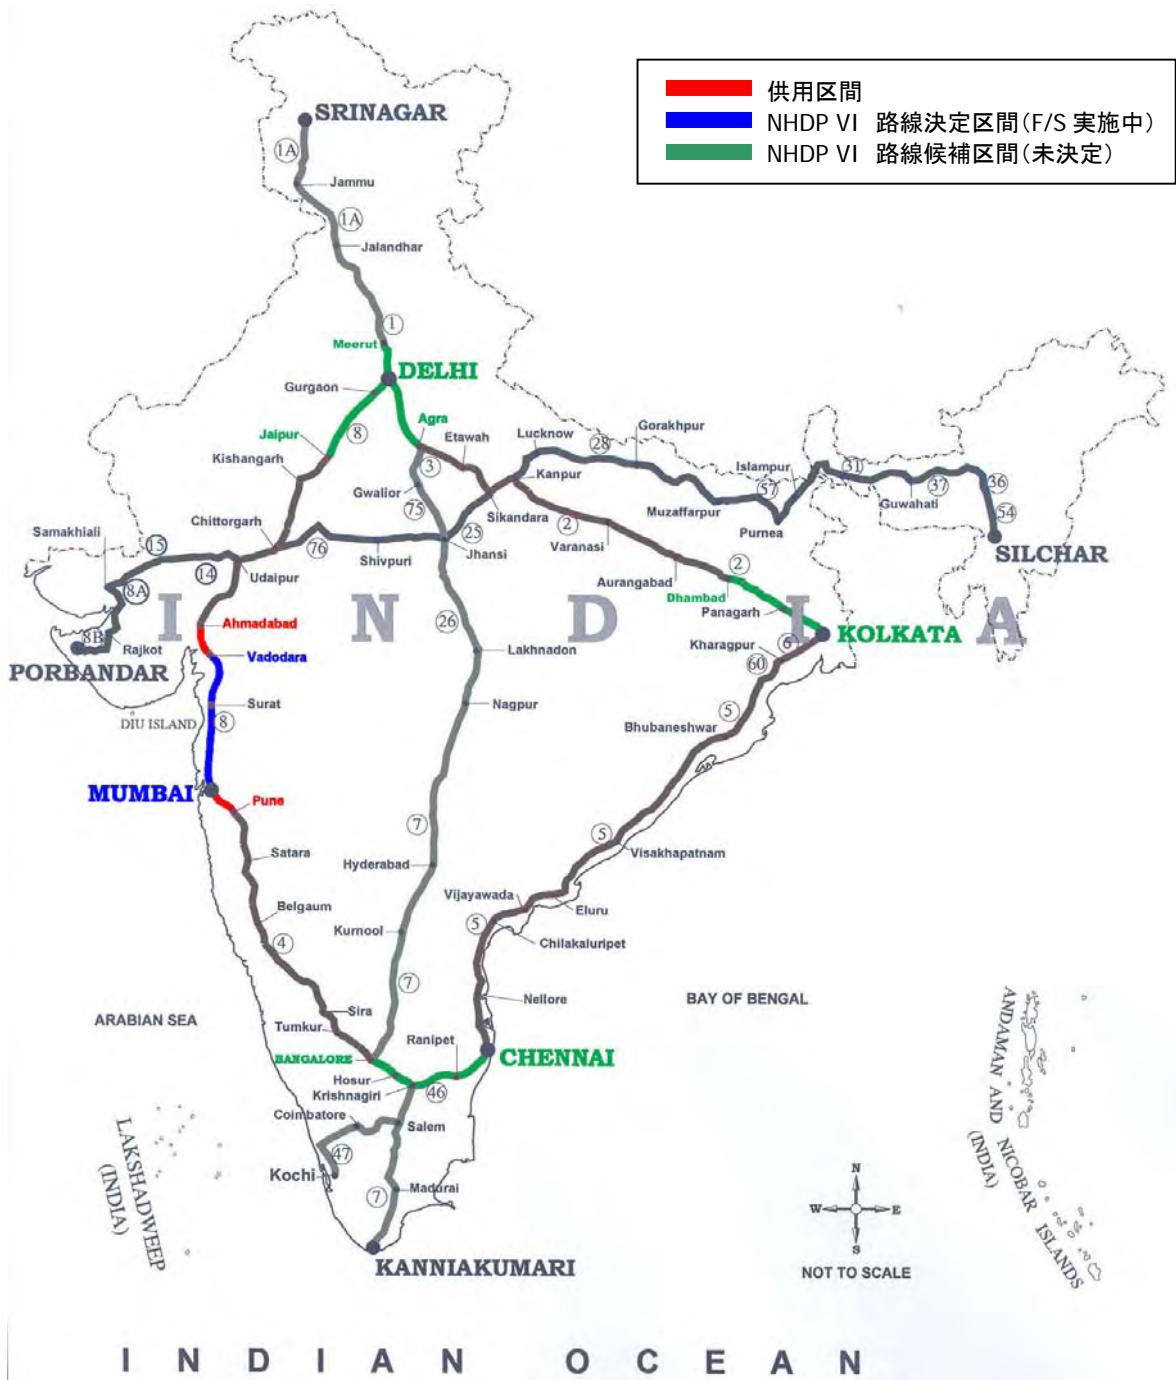 供用区間
NHDP VI 路線決定区間(F/S 実施中)
NHDP VI 路線候補区間(未決定)
SRINAGAR
1A
Jammu
1A
Jalandhar
1
Meerut
DELHI
Gurgaon
Agra
Jaipur
8
Etawah
Lucknow
28
Gorakhpur
Kishangarh
3
Kanpur
Islampur
31
Gwalior
57
37
36
Guwahati
75
Sikandara
Muzaffarpur
Chittorgarh
2
Purnea
54
Samakhiali
15
76
25
Jhansi
Varanasi
SILCHAR
Shivpuri
14
Udaipur
Aurangabad
2
8A
Dhambad
Panagarh
I N D I A
Ahmadabad
26
8B
Rajkot
Kharagpur
6
KOLKATA
PORBANDAR
Vadodara
Lakhnadon
60
Surat
Nagpur
DIU ISLAND
8
5
Bhubaneshwar
MUMBAI
Pune
7
5
Satara
Hyderabad
Visakhapatnam
Vijayawada
Belgaum
Eluru
Kurnool
5
4
Chilakaluripet
7
Nellore
BAY OF BENGAL
Sira
ARABIAN SEA
Tumkur
Ranipet
BANGALORE
CHENNAI
Hosur
Krishnagiri
46
Coimbatore
Salem
47
Kochi
7
Madurai
KANNIAKUMARI
LAKSHADWEEP
(INDIA)
ANDAMAN AND NICOBAR ISLANDS
(INDIA)
N
W E
S
NOT TO SCALE
I N D I A N O C E A N